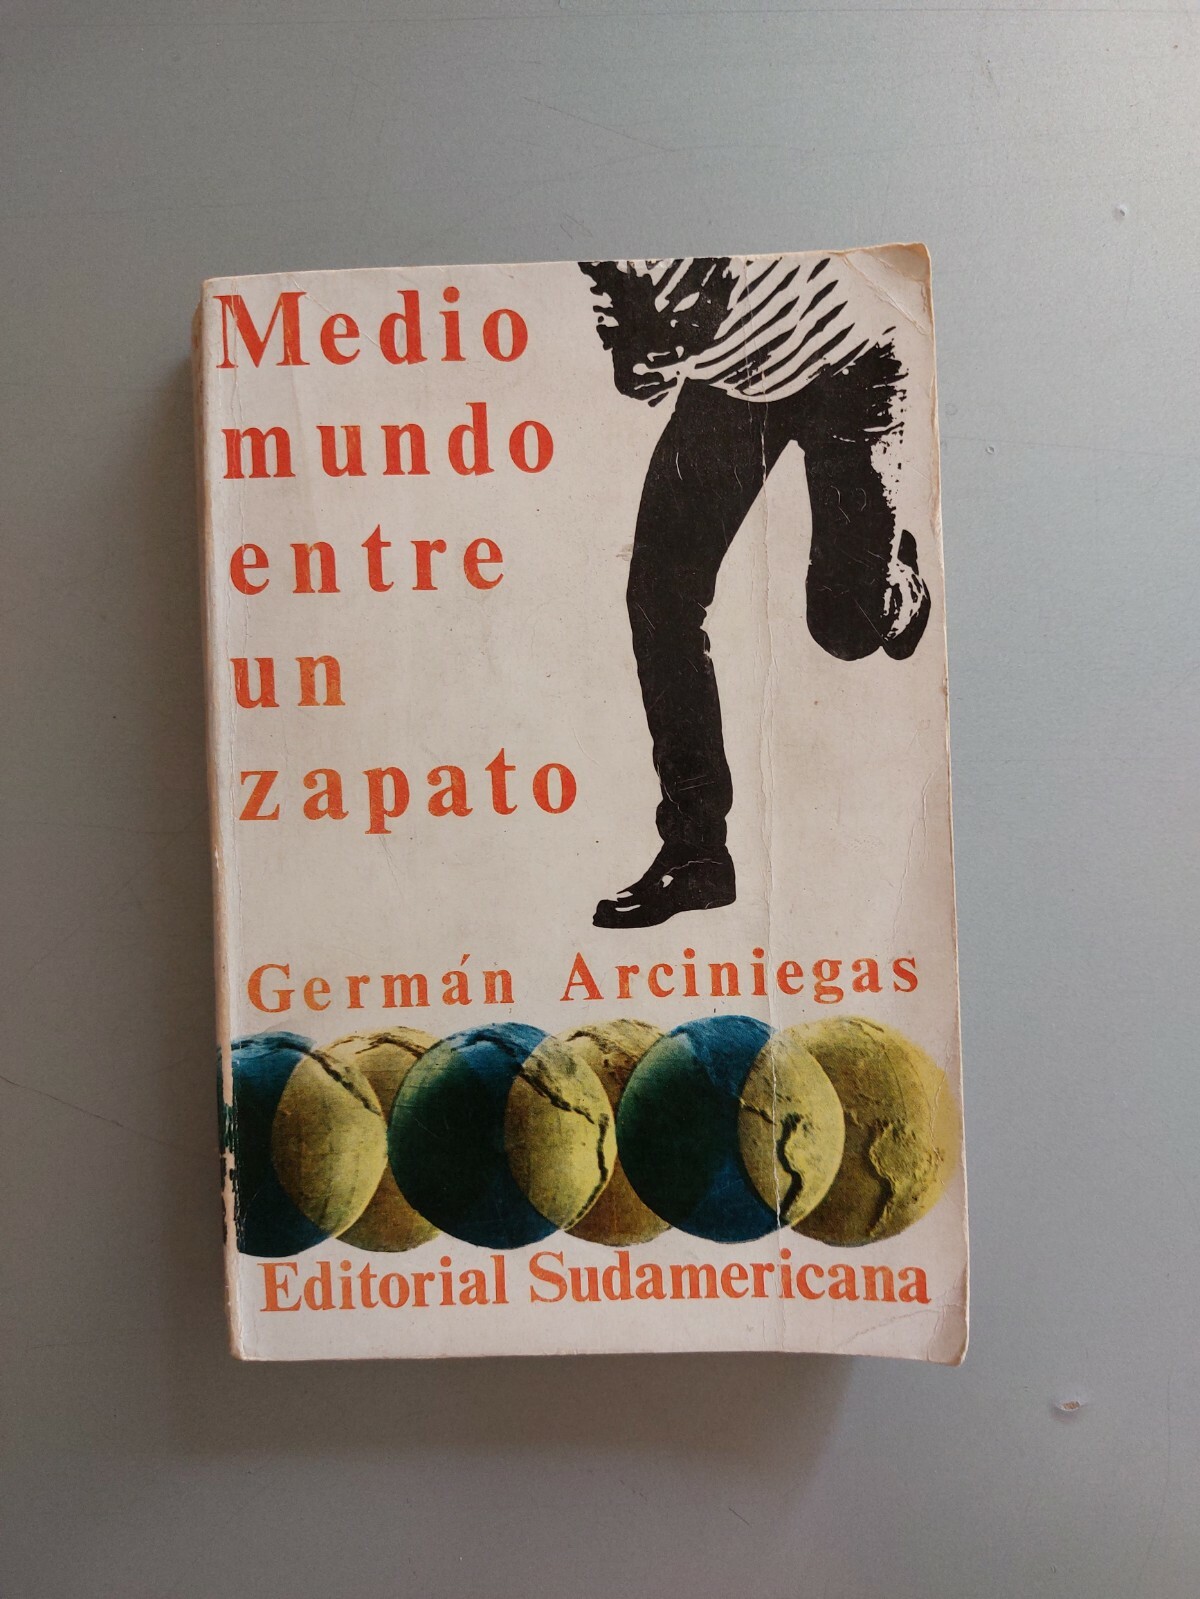 Medio
mundo
entre
un
zapato
Germán Arciniegas
Editorial Sudamericana